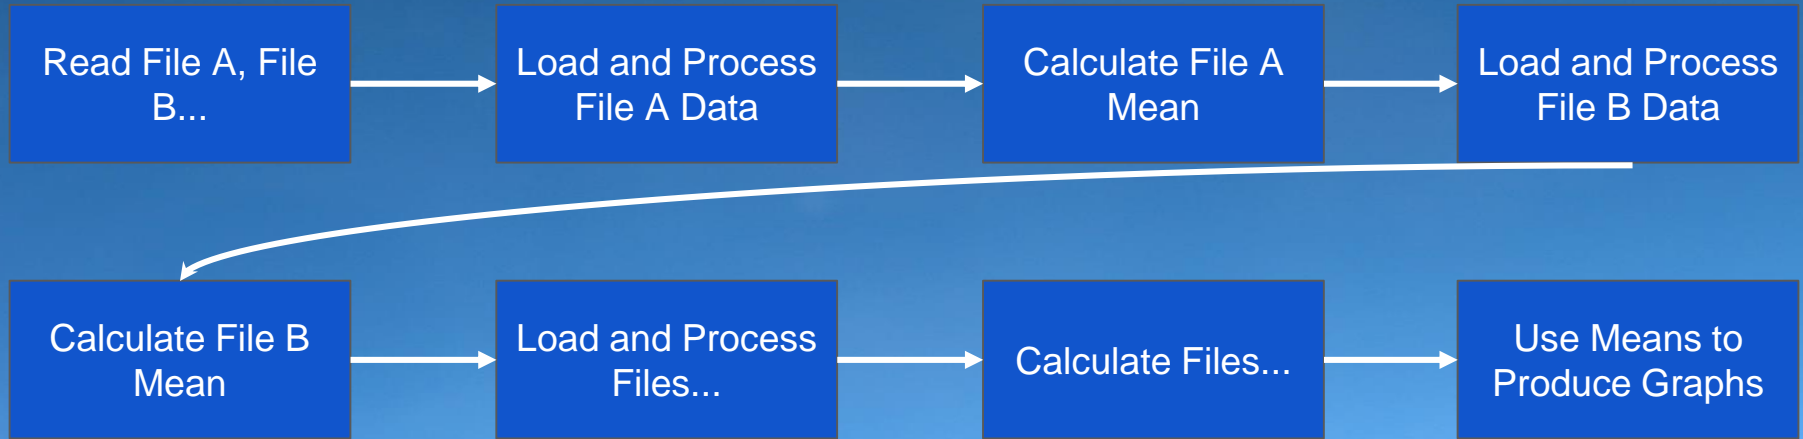 Read File A, File
B...
Load and Process
File A Data
Calculate File A
Mean
Load and Process
File B Data
Calculate File B
Mean
Load and Process
Files...
Calculate Files...
Use Means to
Produce Graphs